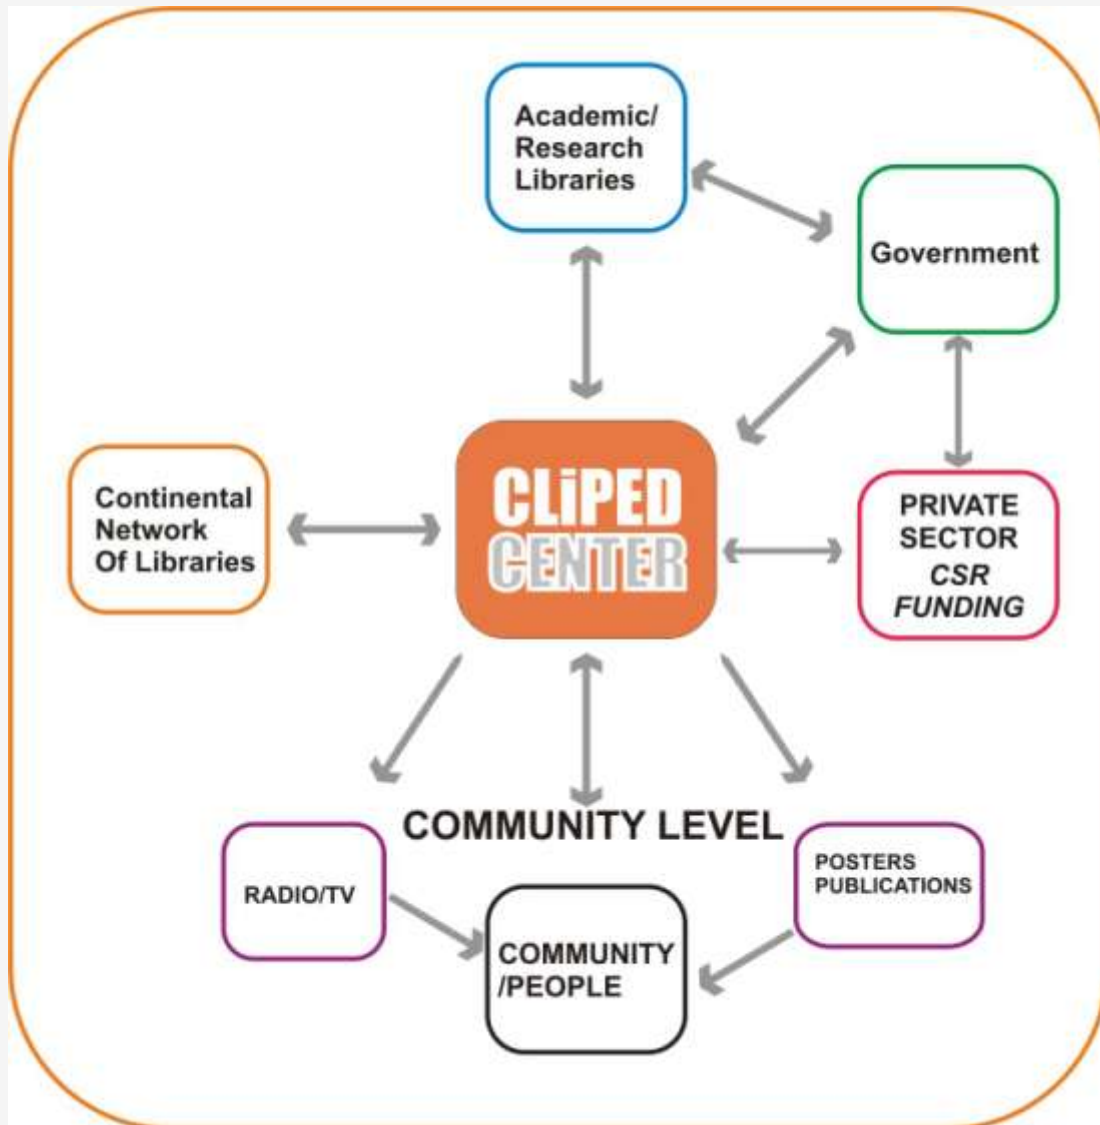 Academic/
Research
Libraries
Government
Continental
Network
Of Libraries
CLiPED
CENTER
PRIVATE
SECTOR
CSR
FUNDING
COMMUNITY LEVEL
RADIO/TV
POSTERS
PUBLICATIONS
COMMUNITY
/PEOPLE